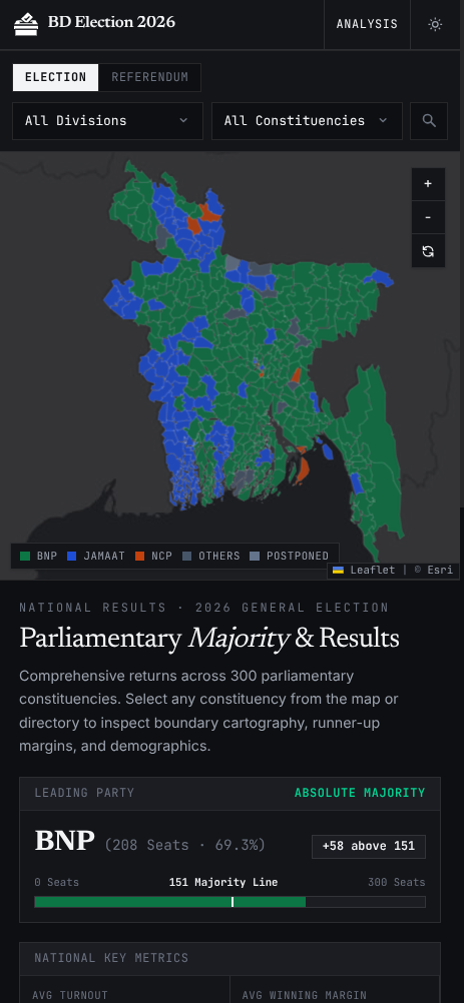 BD Election 2026
ANALYSIS
ELECTION
REFERENDUM
All Divisions
All Constituencies
+
-
BNP
JAMAAT
NCP
OTHERS
POSTPONED
Leaflet | © Esri
NATIONAL RESULTS · 2026 GENERAL ELECTION
Parliamentary Majority & Results
Comprehensive returns across 300 parliamentary
constituencies. Select any constituency from the map or
directory to inspect boundary cartography, runner-up
margins, and demographics.
LEADING PARTY
ABSOLUTE MAJORITY
BNP (208 Seats · 69.3%)
+58 above 151
0 Seats
151 Majority Line
300 Seats
NATIONAL KEY METRICS
AVG TURNOUT
AVG WINNING MARGIN